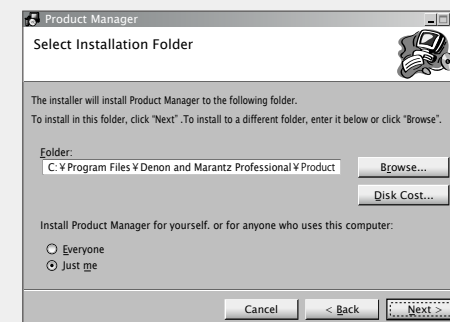 Product Manager
Select Installation Folder
The installer will install Product Manager to the following folder.
To install in this folder, click “Next” .To install to a different folder, enter it below or click “Browse”.
Folder:
C:¥Program Files¥Denon and Marantz Professional¥Product
Browse...
Disk Cost...
Install Product Manager for yourself. or for anyone who uses this computer:
Everyone
Just me
Cancel
< Back
Next >